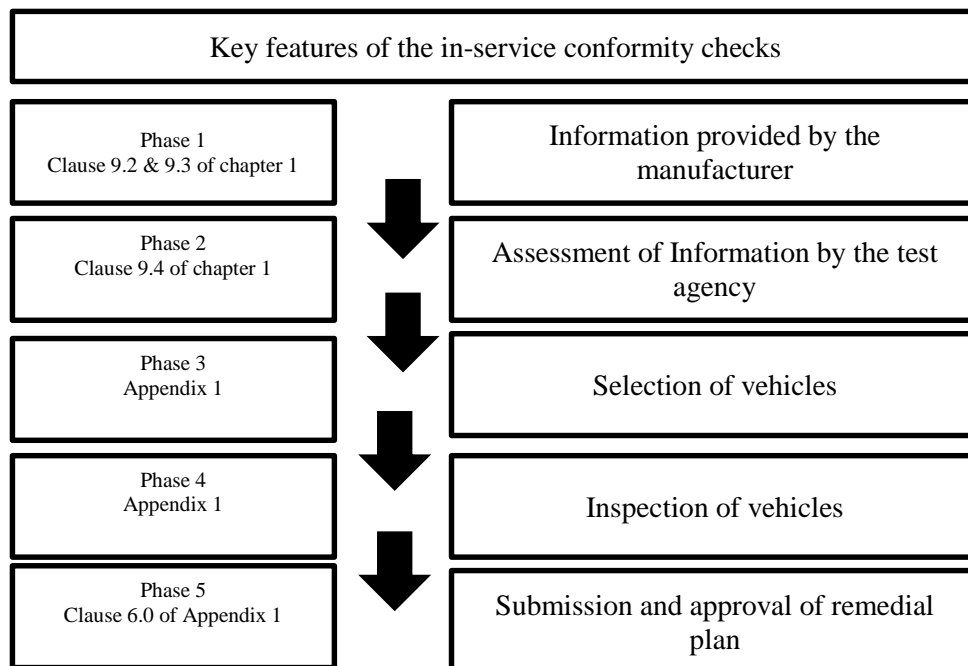 Key features of the in-service conformity checks
Phase 1
Clause 9.2 & 9.3 of chapter 1
Information provided by the
manufacturer
Phase 2
Clause 9.4 of chapter 1
Assessment of Information by the test
agency
Phase 3
Appendix 1
Selection of vehicles
Phase 4
Appendix 1
Inspection of vehicles
Phase 5
Clause 6.0 of Appendix 1
Submission and approval of remedial
plan